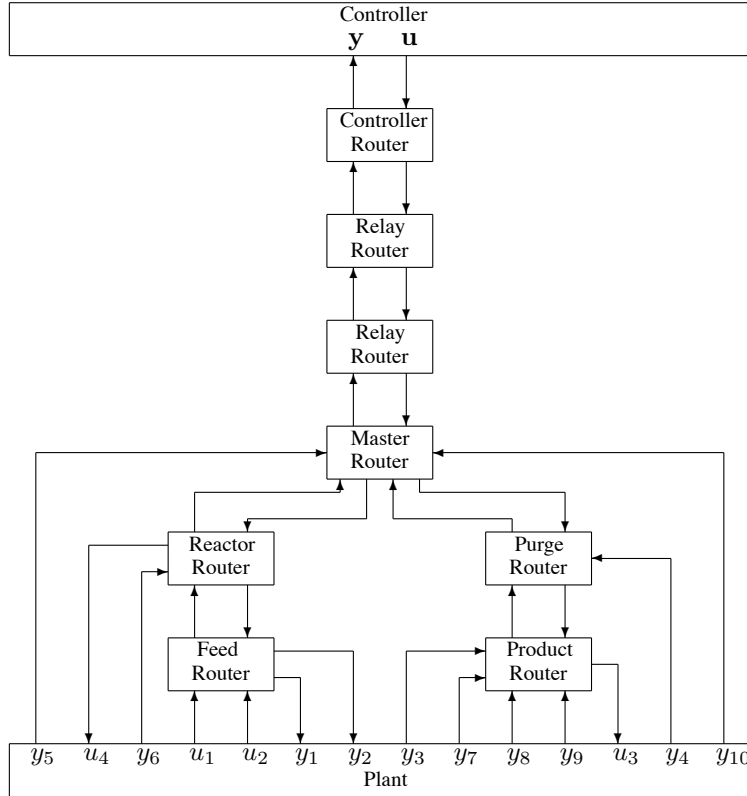 Controller
y u
Controller
Router
Relay
Router
Relay
Router
Master
Router
Reactor
Router
Purge
Router
Feed
Router
Product
Router
y5 u4 y6 u1 u2 y1 y2 y3 y7 y8 y9 u3 y4 y10
Plant